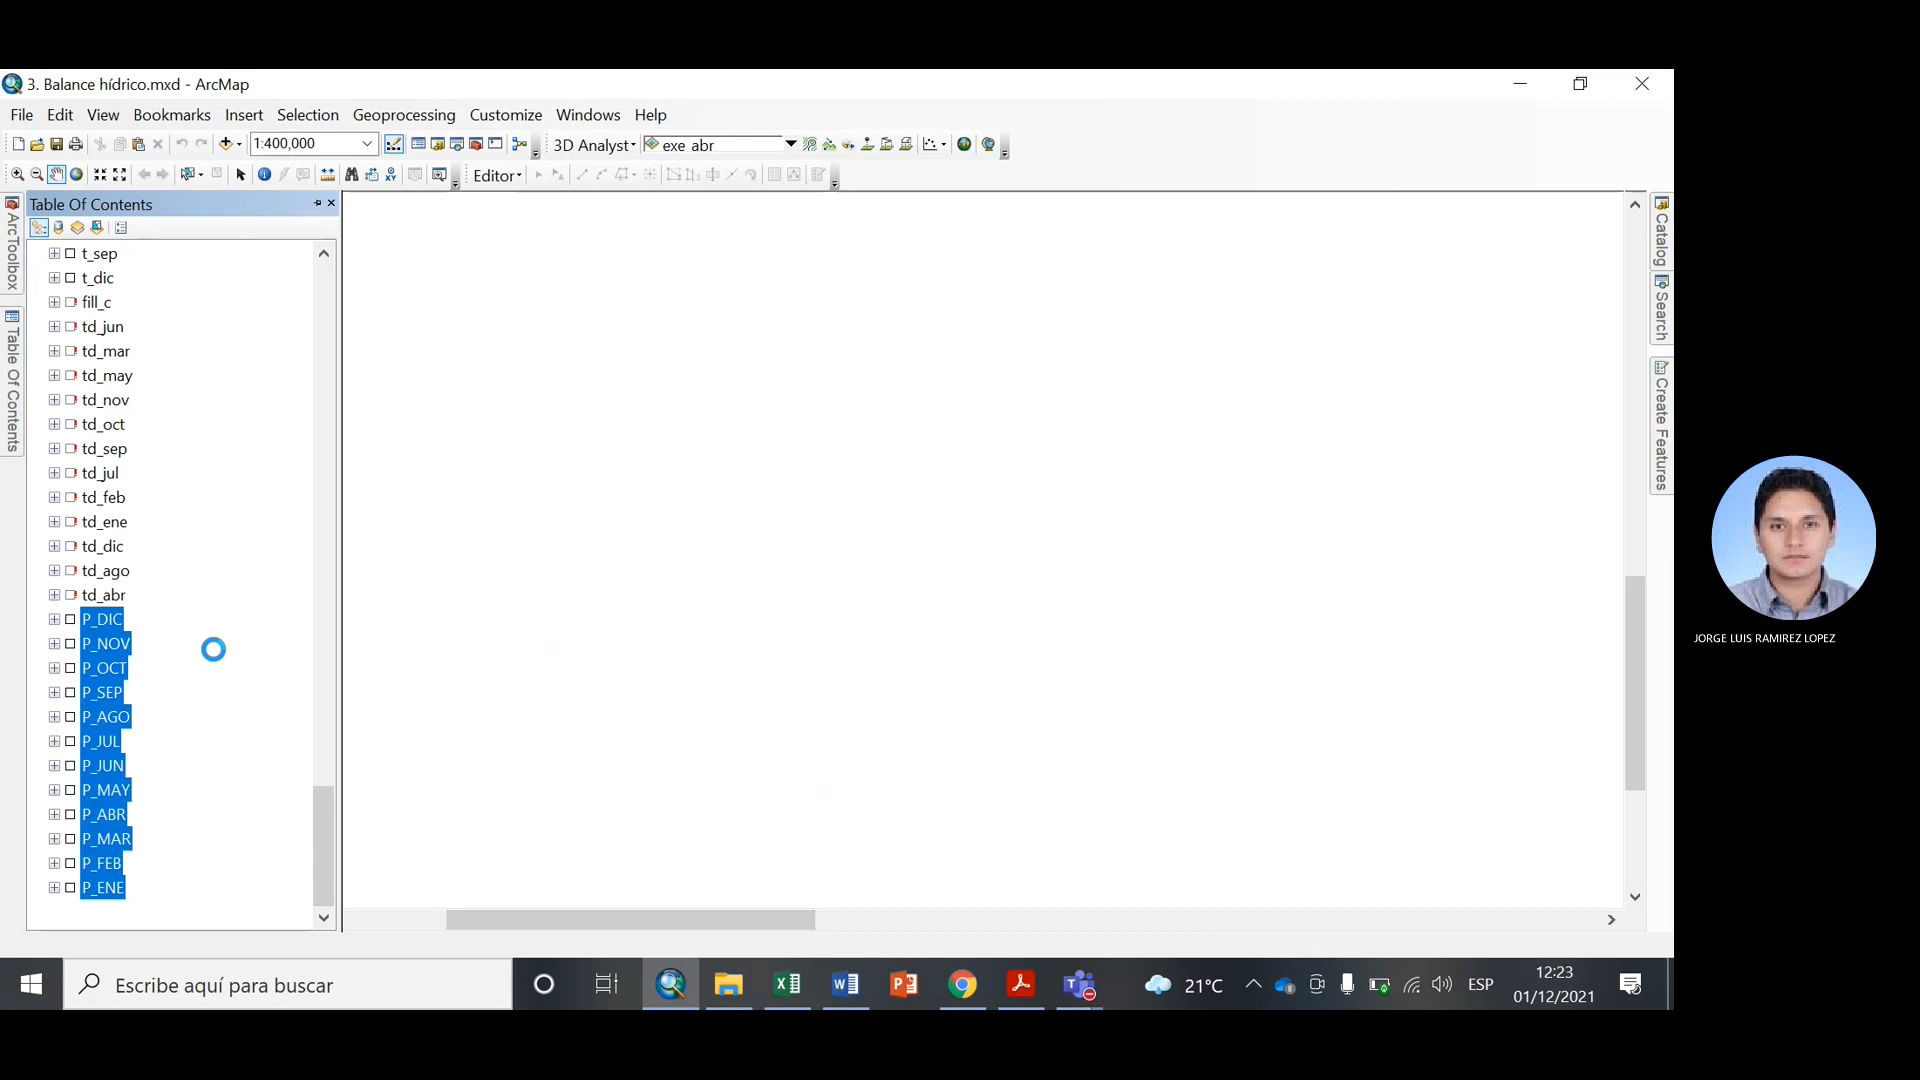 3. Balance hídrico.mxd - ArcMap
File Edit View Bookmarks Insert Selection Geoprocessing Customize Windows Help
1:400,000
3D Analyst
exe abr
Editor
Table Of Contents
ArcToolbox
Table Of Contents
t_sep
t_dic
fill_c
td_jun
td_mar
td_may
td_nov
td_oct
td_sep
td_jul
td_feb
td_ene
td_dic
td_ago
td_abr
P_DIC
P_NOV
P_OCT
P_SEP
P_AGO
P_JUL
P_JUN
P_MAY
P_ABR
P_MAR
P_FEB
P_ENE
Catalog
Search
Create Features
JORGE LUIS RAMIREZ LOPEZ
Escribe aquí para buscar
21°C
ESP
12:23
01/12/2021